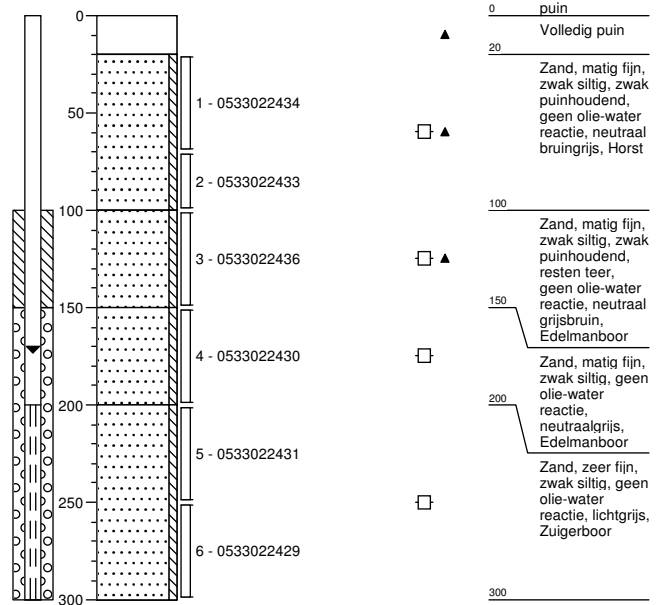 0
50
100
150
200
250
300
1 - 0533022434
2 - 0533022433
3 - 0533022436
4 - 0533022430
5 - 0533022431
6 - 0533022429
0
puin
Volledig puin
20
Zand, matig fijn,
zwak siltig, zwak
puinhoudend,
geen olie-water
reactie, neutraal
bruingrijs, Horst
100
Zand, matig fijn,
zwak siltig, zwak
puinhoudend,
resten teer,
geen olie-water
reactie, neutraal
grijsbruin,
Edelmanboor
150
Zand, matig fijn,
zwak siltig, geen
olie-water
reactie,
neutraalgrijs,
Edelmanboor
200
Zand, zeer fijn,
zwak siltig, geen
olie-water
reactie, lichtgrijs,
Zuigerboor
300